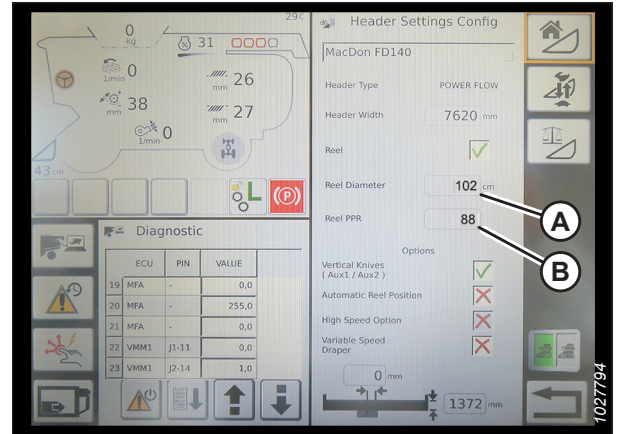 29c
0
kg
31
0
1/min
26
mm
38
mm
27
mm
0
1/min
43 cm
L
(P)
Diagnostic
ECU PIN VALUE
19 MFA - 0,0
20 MFA - 255,0
21 MFA - 0,0
22 VMM1 J1-11 0,0
23 VMM1 J2-14 1,0
Header Settings Config
MacDon FD140
Header Type POWER FLOW
Header Width 7620 mm
Reel
Reel Diameter 102 cm
Reel PPR 88
Options
Vertical Knives
( Aux1 / Aux2 )
Automatic Reel Position
High Speed Option
Variable Speed
Draper
0 mm
1372 mm
A
B
1027794